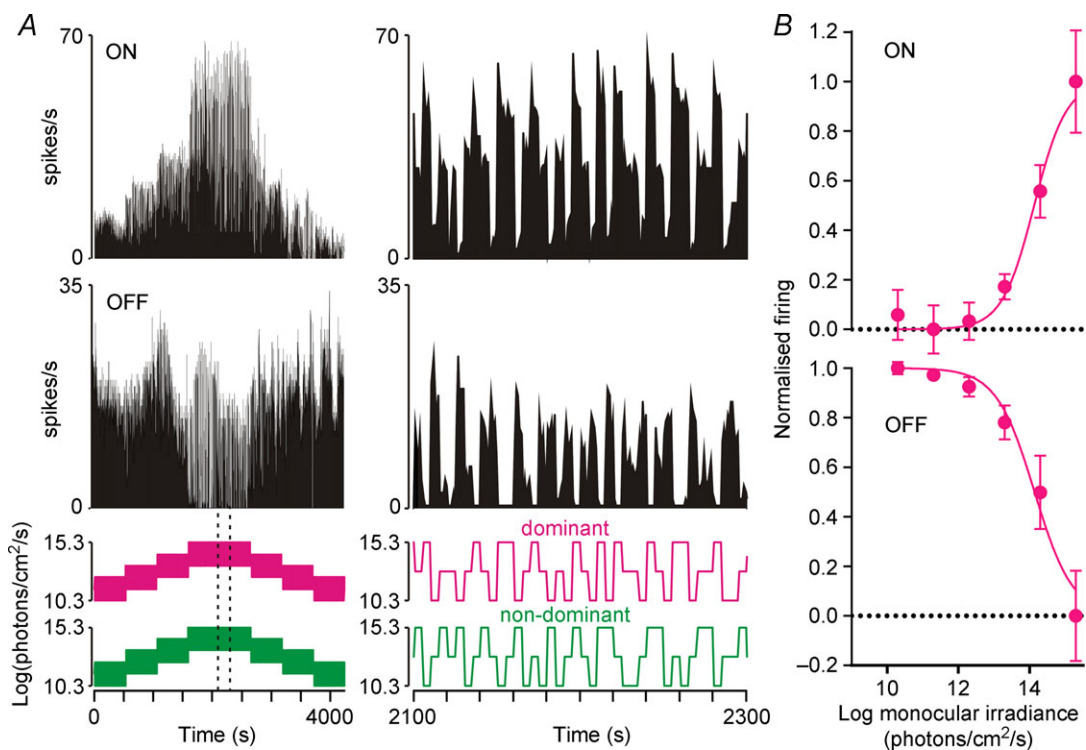 A
70
ON
spikes/s
0
70
0
35
OFF
spikes/s
0
35
0
Log(photons/cm²/s)
15.3
10.3
15.3
10.3
0
4000
Time (s)
dominant
15.3
10.3
non-dominant
15.3
10.3
2100
2300
Time (s)
B
1.2
ON
1.0
0.8
0.6
0.4
0.2
0.0
Normalised firing
1.0
OFF
0.8
0.6
0.4
0.2
0.0
–0.2
10
12
14
Log monocular irradiance
(photons/cm²/s)